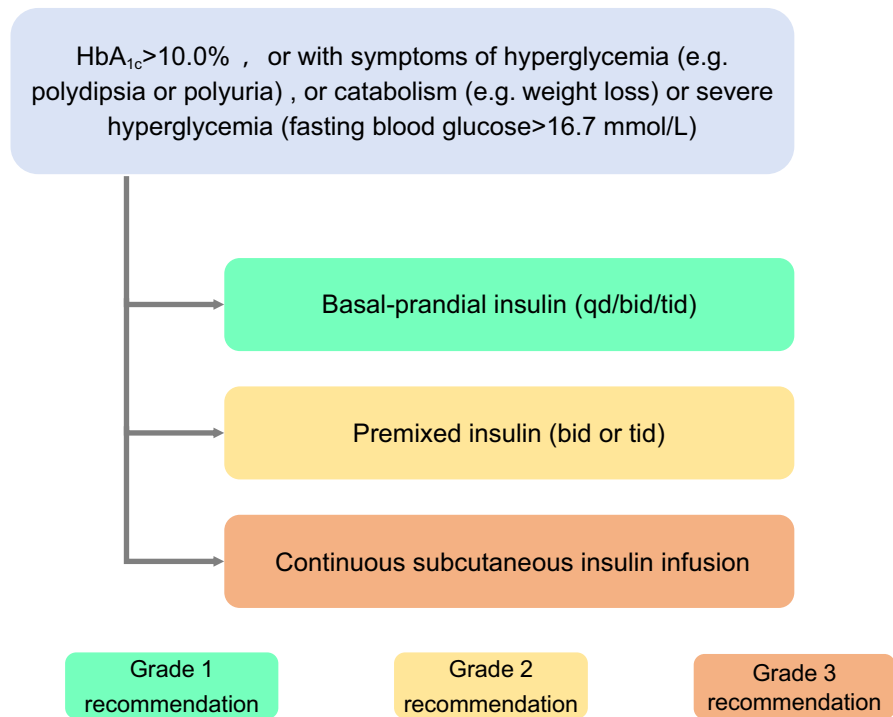 HbA1c>10.0% ， or with symptoms of hyperglycemia (e.g.
polydipsia or polyuria) , or catabolism (e.g. weight loss) or severe
hyperglycemia (fasting blood glucose>16.7 mmol/L)
Basal-prandial insulin (qd/bid/tid)
Premixed insulin (bid or tid)
Continuous subcutaneous insulin infusion
Grade 1
recommendation
Grade 2
recommendation
Grade 3
recommendation